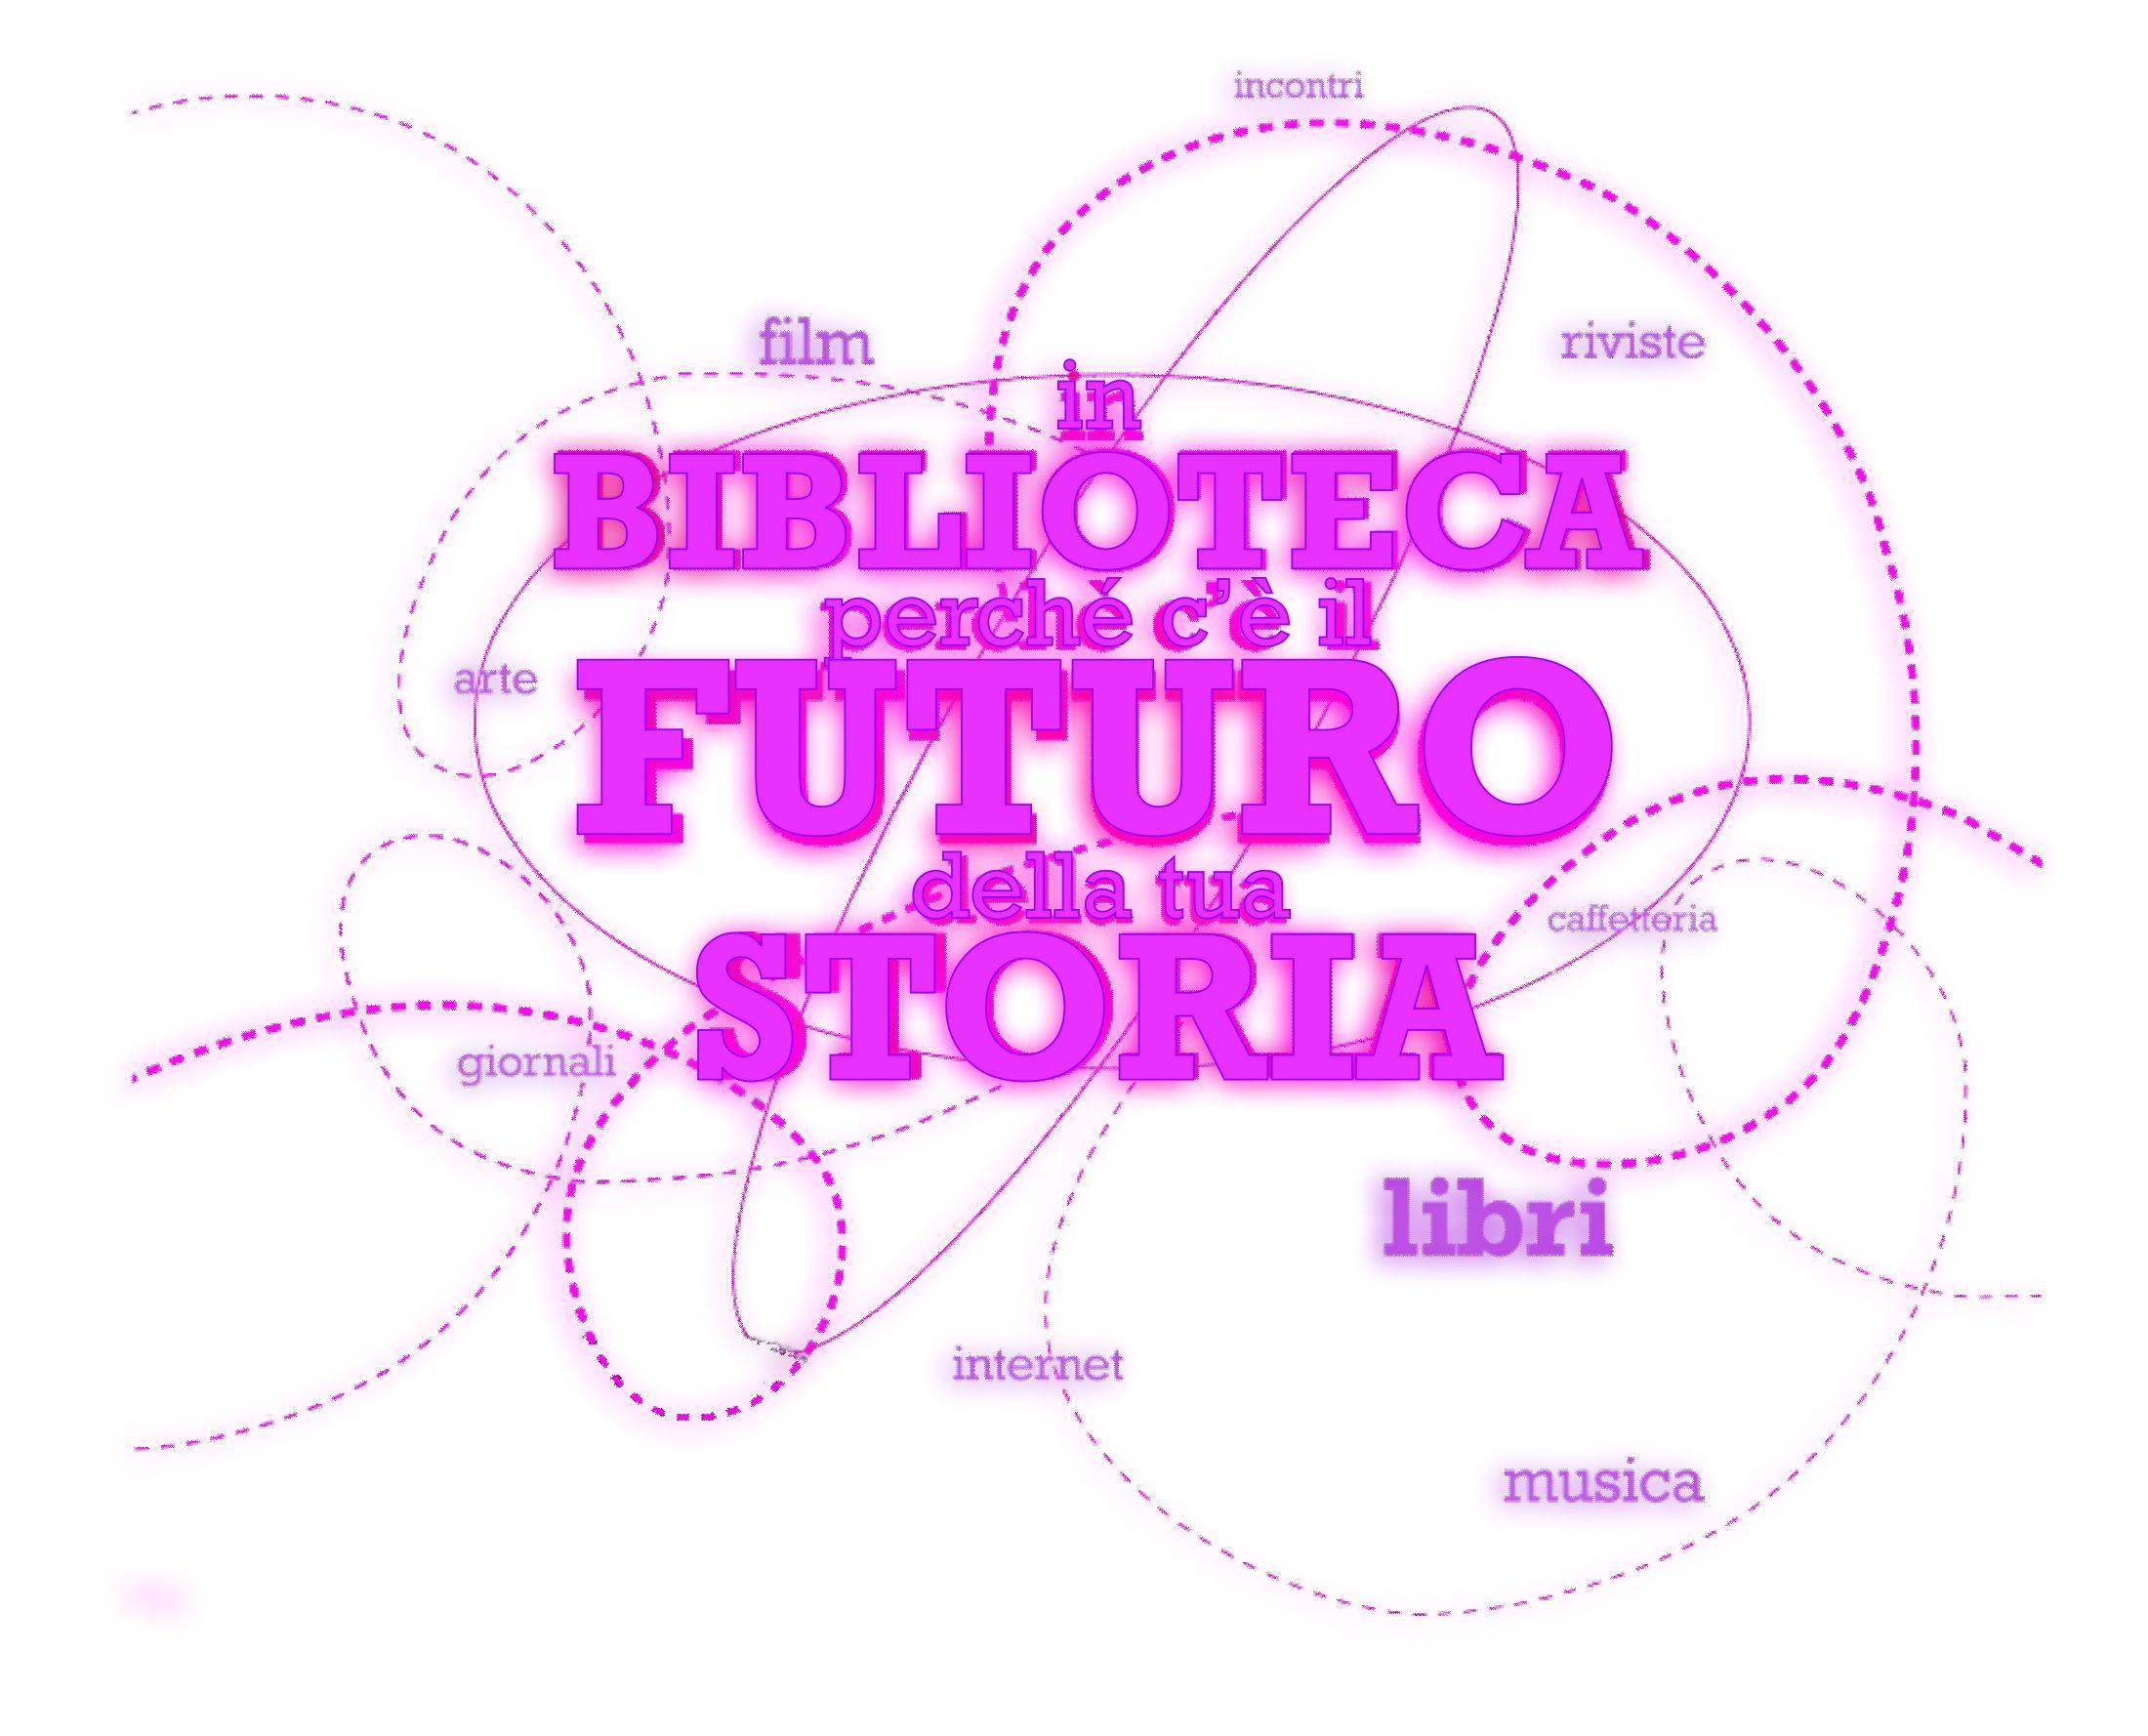 incontri
film
riviste
in
BIBLIOTECA
perché c’è il
FUTURO
arte
della tua
caffetteria
STORIA
giornali
libri
internet
musica